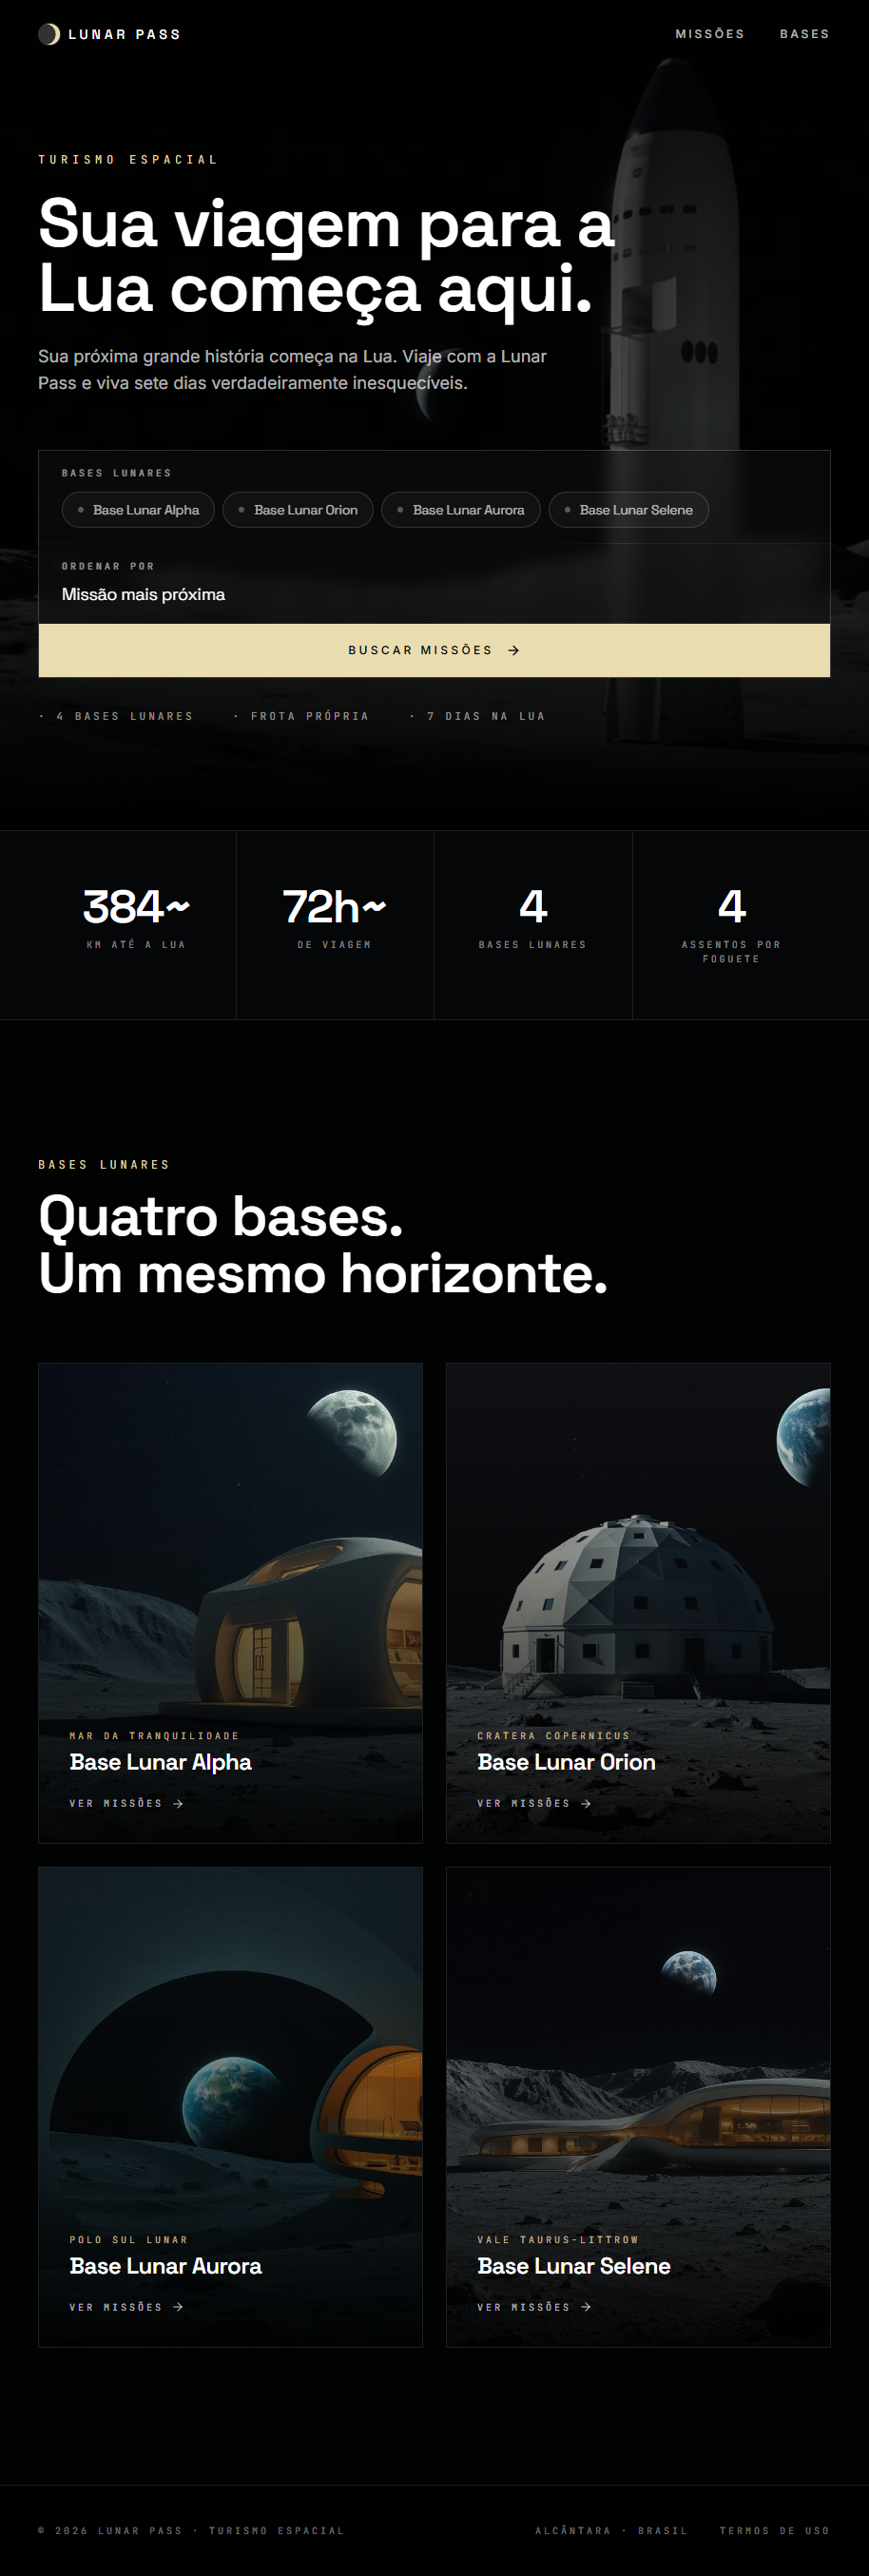 LUNAR PASS
MISSÕES
BASES
TURISMO ESPACIAL
Sua viagem para a
Lua começa aqui.
Sua próxima grande história começa na Lua. Viaje com a Lunar
Pass e viva sete dias verdadeiramente inesquecíveis.
BASES LUNARES
Base Lunar Alpha
Base Lunar Orion
Base Lunar Aurora
Base Lunar Selene
ORDENAR POR
Missão mais próxima
BUSCAR MISSÕES →
· 4 BASES LUNARES
· FROTA PRÓPRIA
· 7 DIAS NA LUA
384~
KM ATÉ A LUA
72h~
DE VIAGEM
4
BASES LUNARES
4
ASSENTOS POR
FOGUETE
BASES LUNARES
Quatro bases.
Um mesmo horizonte.
MAR DA TRANQUILIDADE
Base Lunar Alpha
VER MISSÕES →
CRATERA COPERNICUS
Base Lunar Orion
VER MISSÕES →
POLO SUL LUNAR
Base Lunar Aurora
VER MISSÕES →
VALE TAURUS-LITTROW
Base Lunar Selene
VER MISSÕES →
© 2026 LUNAR PASS · TURISMO ESPACIAL
ALCÂNTARA · BRASIL
TERMOS DE USO